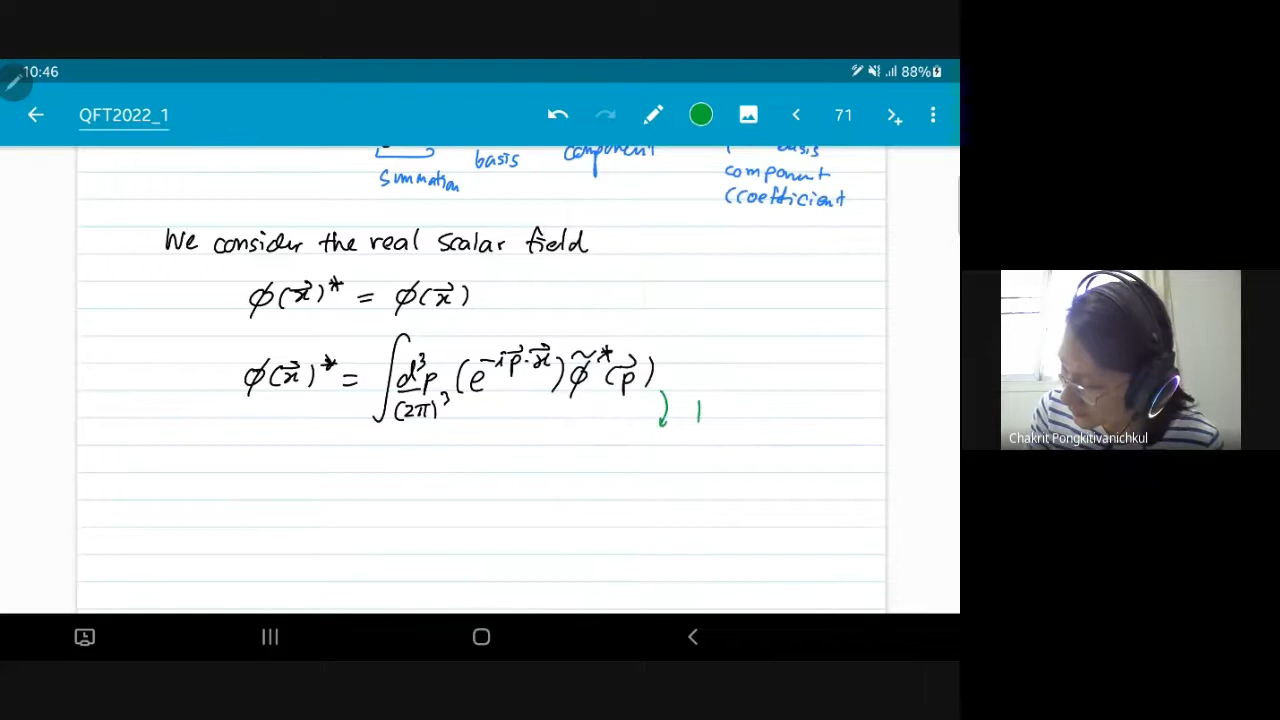 10:46 88%
QFT2022_1 71
basis component
summation component
(coefficient
We consider the real scalar field
ϕ(x⃗)* = ϕ(x⃗)
ϕ(x⃗)* = ∫ d³p/(2π)³ (e^{-ip⃗·x⃗}) ϕ̃*(p⃗)
Chakrit Pongkitivanichkul